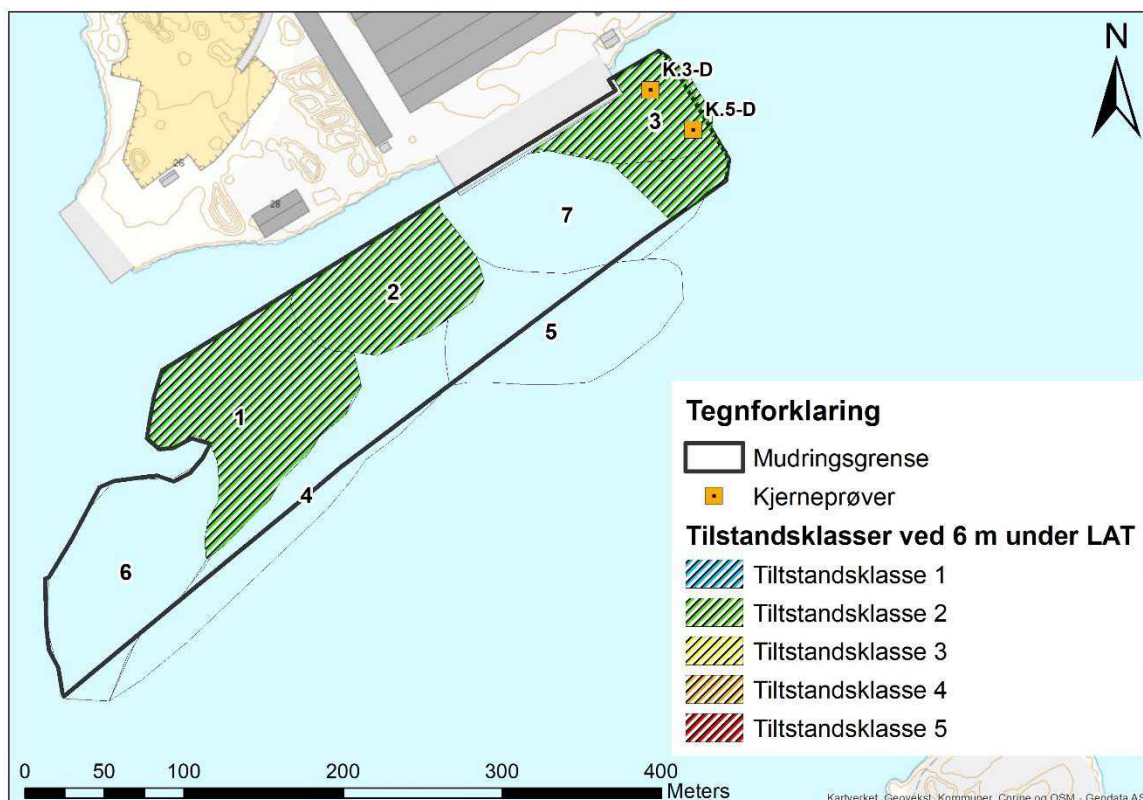 N
K.3-D
K.5-D
3
26
28
7
2
5
1
4
6
Tegnforklaring
Mudringsgrense
Kjerneprøver
Tilstandsklasser ved 6 m under LAT
Tiltstandsklasse 1
Tiltstandsklasse 2
Tiltstandsklasse 3
Tiltstandsklasse 4
Tiltstandsklasse 5
0 50 100 200 300 400
Meters
Kartverket, Geovekst, Kommuner, Corine og OSM - Geodata AS